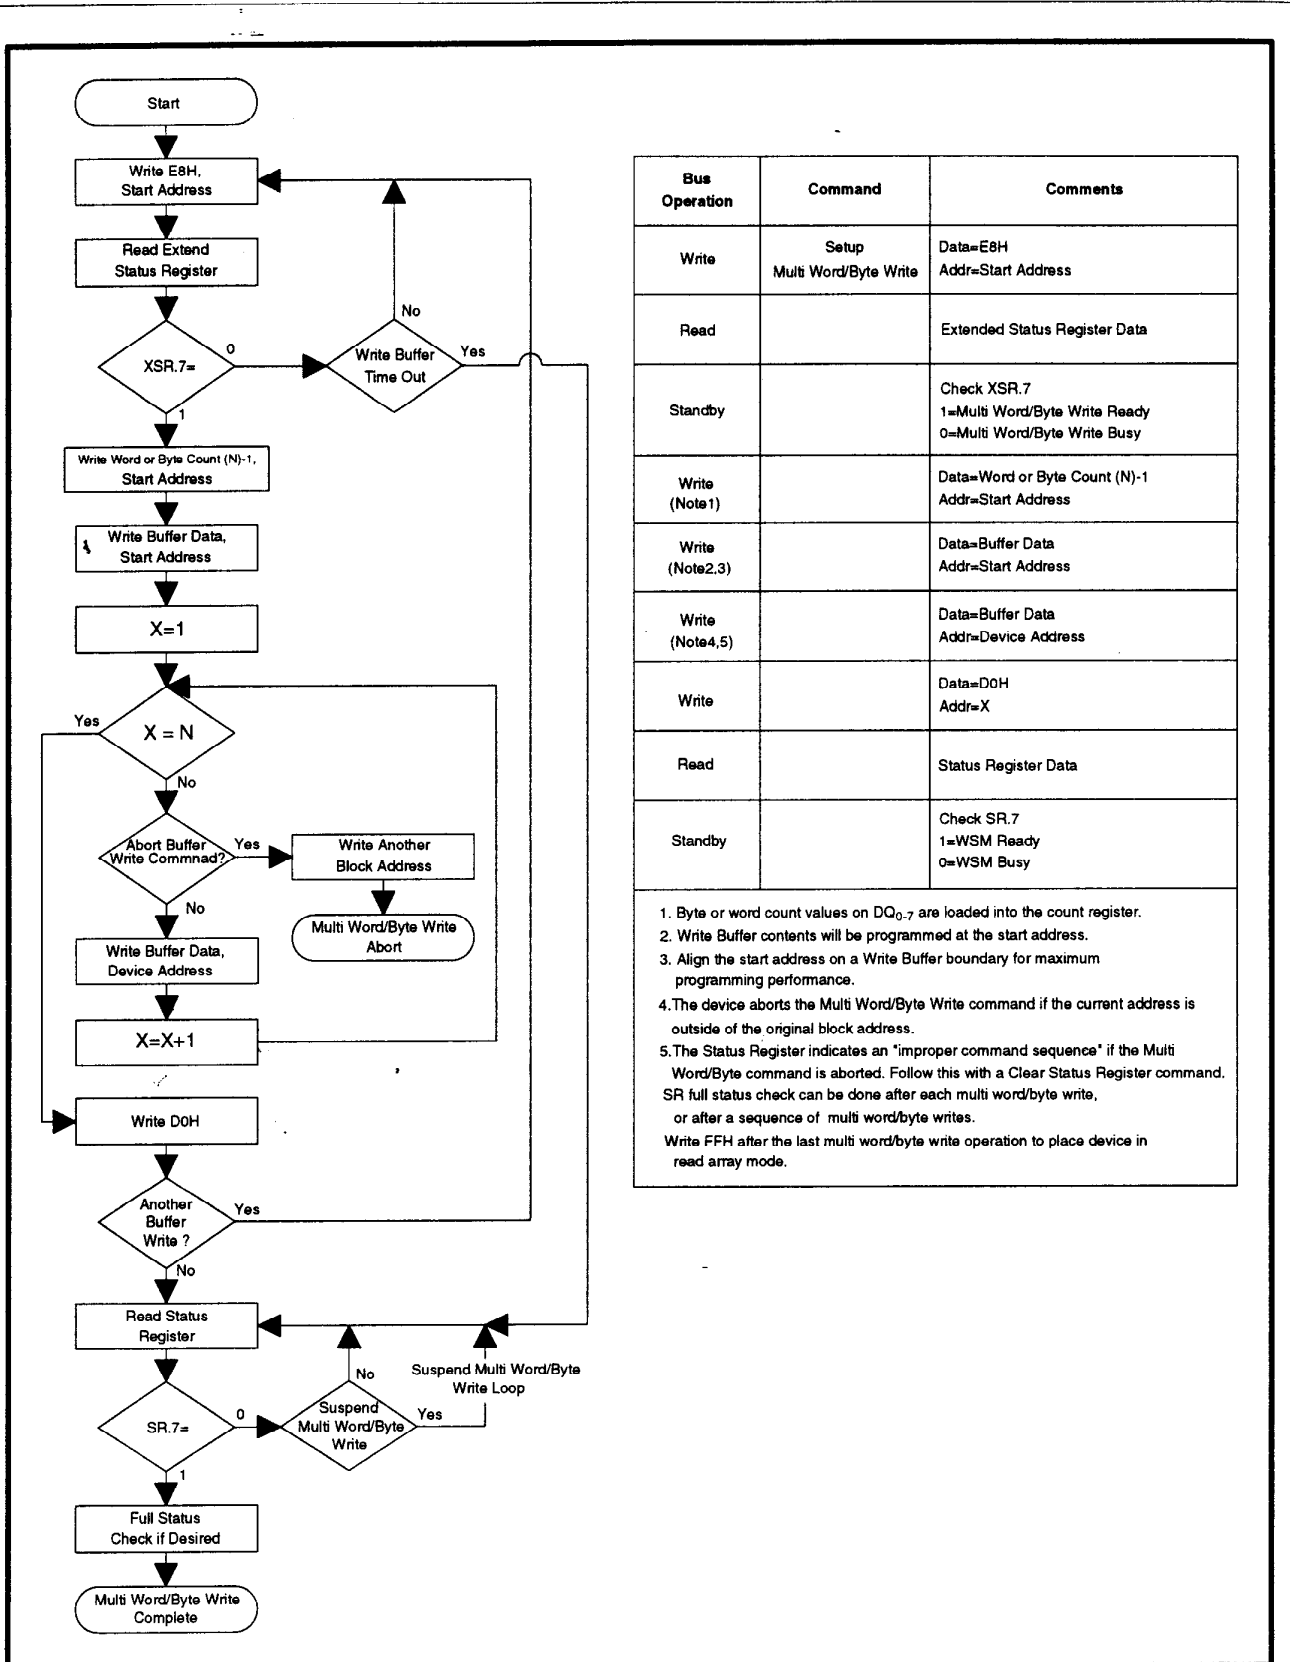 Start
Write E8H,
Start Address
Read Extend
Status Register
XSR.7=
0
1
Write Buffer
Time Out
No
Yes
Write Word or Byte Count (N)-1,
Start Address
Write Buffer Data,
Start Address
X=1
X = N
Yes
No
Abort Buffer
Write Commnad?
Yes
No
Write Another
Block Address
Multi Word/Byte Write
Abort
Write Buffer Data,
Device Address
X=X+1
Write D0H
Another
Buffer
Write ?
Yes
No
Read Status
Register
SR.7=
0
1
Suspend
Multi Word/Byte
Write
No
Yes
Suspend Multi Word/Byte
Write Loop
Full Status
Check if Desired
Multi Word/Byte Write
Complete
Bus
Operation
Command
Comments
Write
Setup
Multi Word/Byte Write
Data=E8H
Addr=Start Address
Read
Extended Status Register Data
Standby
Check XSR.7
1=Multi Word/Byte Write Ready
0=Multi Word/Byte Write Busy
Write
(Note1)
Data=Word or Byte Count (N)-1
Addr=Start Address
Write
(Note2,3)
Data=Buffer Data
Addr=Start Address
Write
(Note4,5)
Data=Buffer Data
Addr=Device Address
Write
Data=D0H
Addr=X
Read
Status Register Data
Standby
Check SR.7
1=WSM Ready
0=WSM Busy
1. Byte or word count values on DQ0-7 are loaded into the count register.
2. Write Buffer contents will be programmed at the start address.
3. Align the start address on a Write Buffer boundary for maximum
programming performance.
4.The device aborts the Multi Word/Byte Write command if the current address is
outside of the original block address.
5.The Status Register indicates an "improper command sequence" if the Multi
Word/Byte command is aborted. Follow this with a Clear Status Register command.
SR full status check can be done after each multi word/byte write,
or after a sequence of multi word/byte writes.
Write FFH after the last multi word/byte write operation to place device in
read array mode.